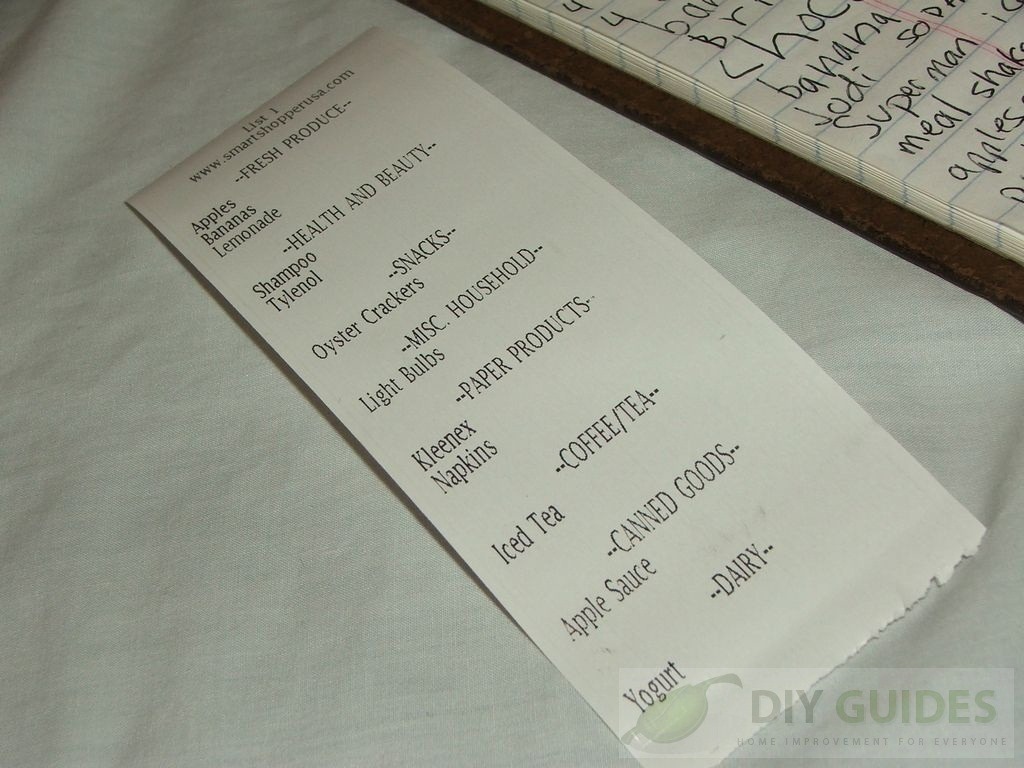 List 1
www.smartshopperusa.com
--FRESH PRODUCE--
Apples
Bananas
Lemonade
--HEALTH AND BEAUTY--
Shampoo
Tylenol
--SNACKS--
Oyster Crackers
--MISC. HOUSEHOLD--
Light Bulbs
--PAPER PRODUCTS-
Kleenex
Napkins
--COFFEE/TEA--
Iced Tea
--CANNED GOODS--
Apple Sauce
--DAIRY--
Yogurt
banana
Jodi SODA
Superman
meal shake
DIY GUIDES
HOME IMPROVEMENT FOR EVERYONE